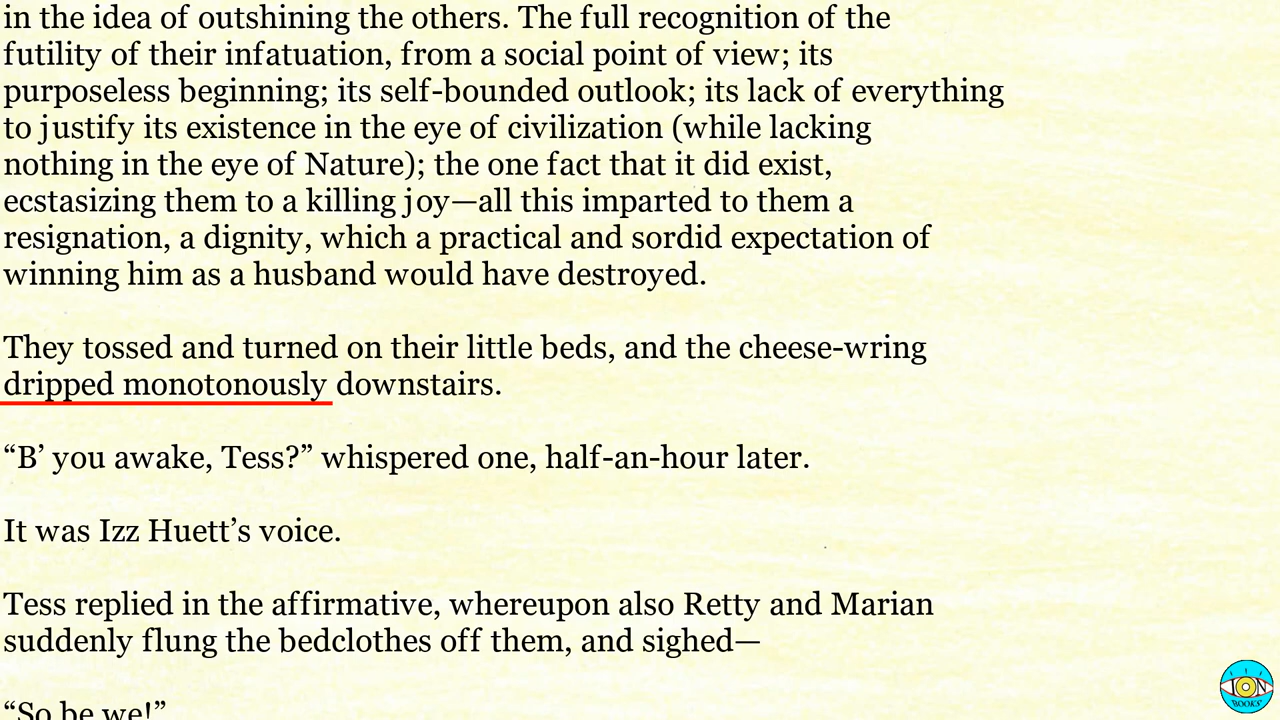 in the idea of outshining the others. The full recognition of the
futility of their infatuation, from a social point of view; its
purposeless beginning; its self-bounded outlook; its lack of everything
to justify its existence in the eye of civilization (while lacking
nothing in the eye of Nature); the one fact that it did exist,
ecstasizing them to a killing joy—all this imparted to them a
resignation, a dignity, which a practical and sordid expectation of
winning him as a husband would have destroyed.
They tossed and turned on their little beds, and the cheese-wring
dripped monotonously downstairs.
“B’ you awake, Tess?” whispered one, half-an-hour later.
It was Izz Huett’s voice.
Tess replied in the affirmative, whereupon also Retty and Marian
suddenly flung the bedclothes off them, and sighed—
“So be we!”
ION
BOOKS